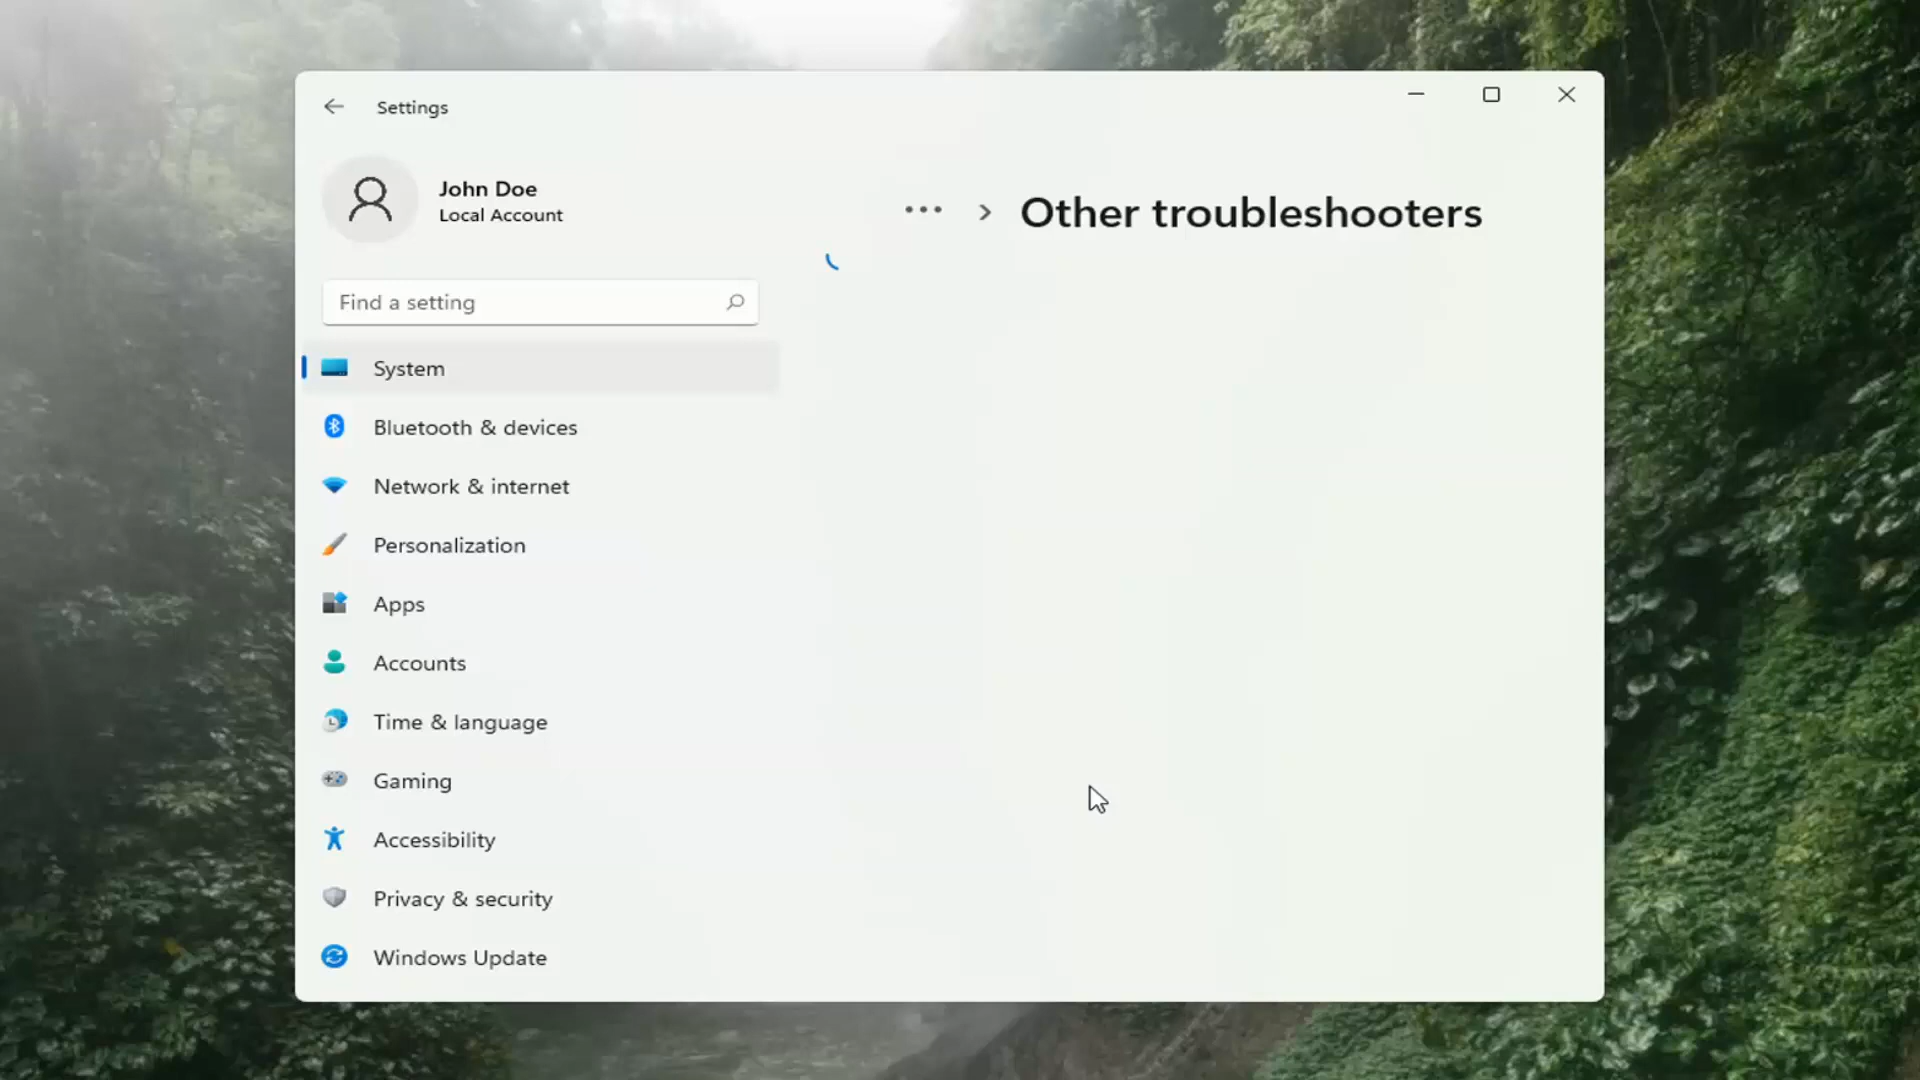 Settings
John Doe
Local Account
••• > Other troubleshooters
Find a setting
System
Bluetooth & devices
Network & internet
Personalization
Apps
Accounts
Time & language
Gaming
Accessibility
Privacy & security
Windows Update